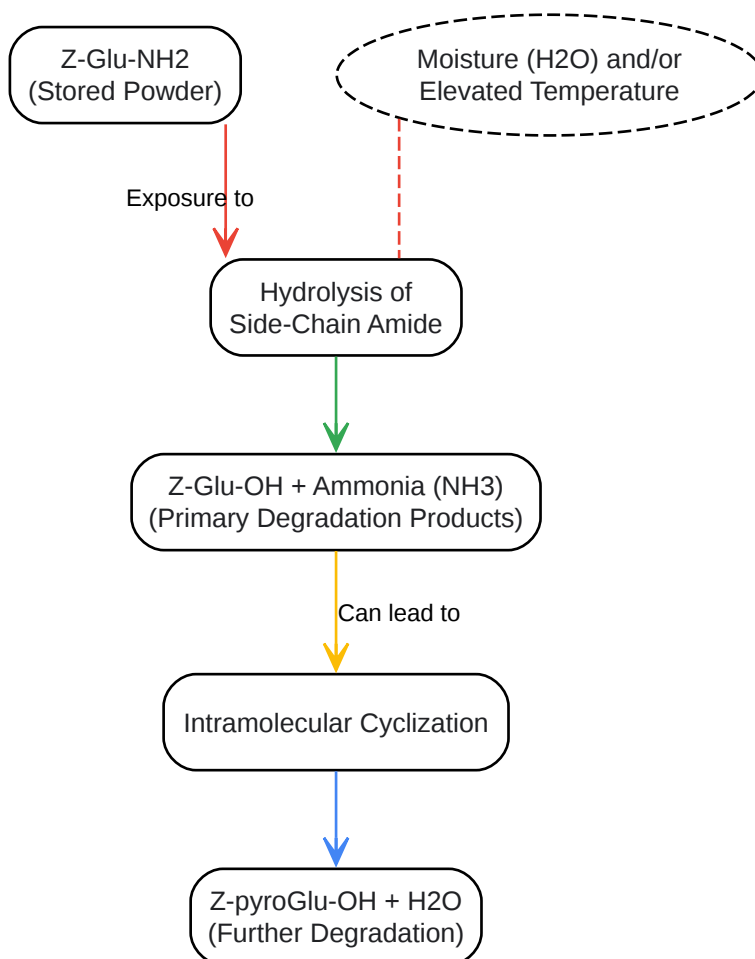 Z-Glu-NH2
(Stored Powder)
Moisture (H2O) and/or
Elevated Temperature
Exposure to
Hydrolysis of
Side-Chain Amide
Z-Glu-OH + Ammonia (NH3)
(Primary Degradation Products)
Can lead to
Intramolecular Cyclization
Z-pyroGlu-OH + H2O
(Further Degradation)